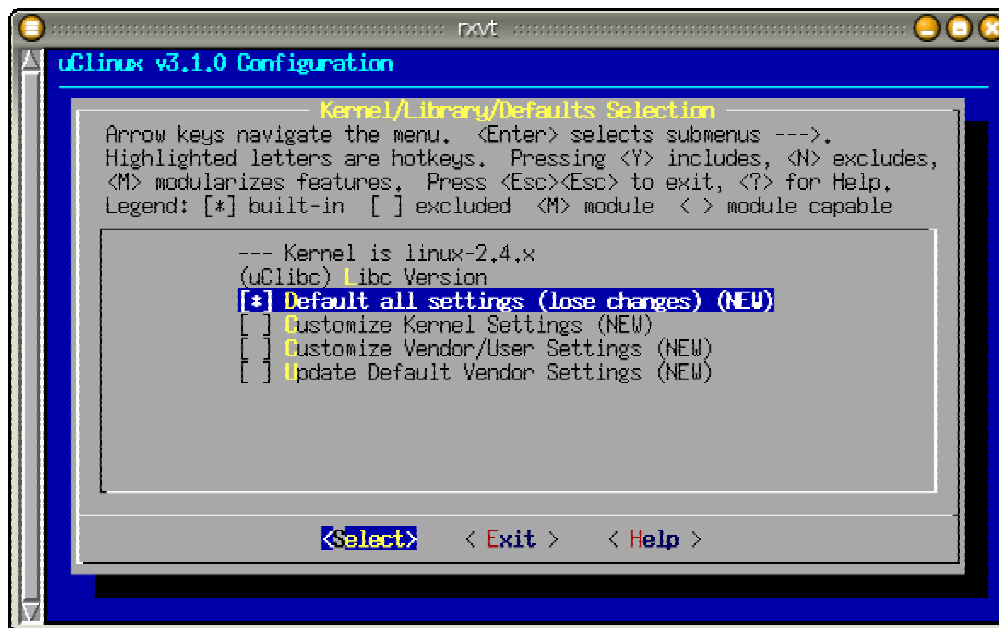 rxvt
uClinux v3.1.0 Configuration
Kernel/Library/Defaults Selection
Arrow keys navigate the menu.  <Enter> selects submenus --->.
Highlighted letters are hotkeys.  Pressing <Y> includes, <N> excludes,
<M> modularizes features.  Press <Esc><Esc> to exit, <?> for Help.
Legend: [*] built-in  [ ] excluded  <M> module  < > module capable
--- Kernel is linux-2.4.x
(uClibc) Libc Version
[*] Default all settings (lose changes) (NEW)
[ ] Customize Kernel Settings (NEW)
[ ] Customize Vendor/User Settings (NEW)
[ ] Update Default Vendor Settings (NEW)
<Select>    < Exit >    < Help >